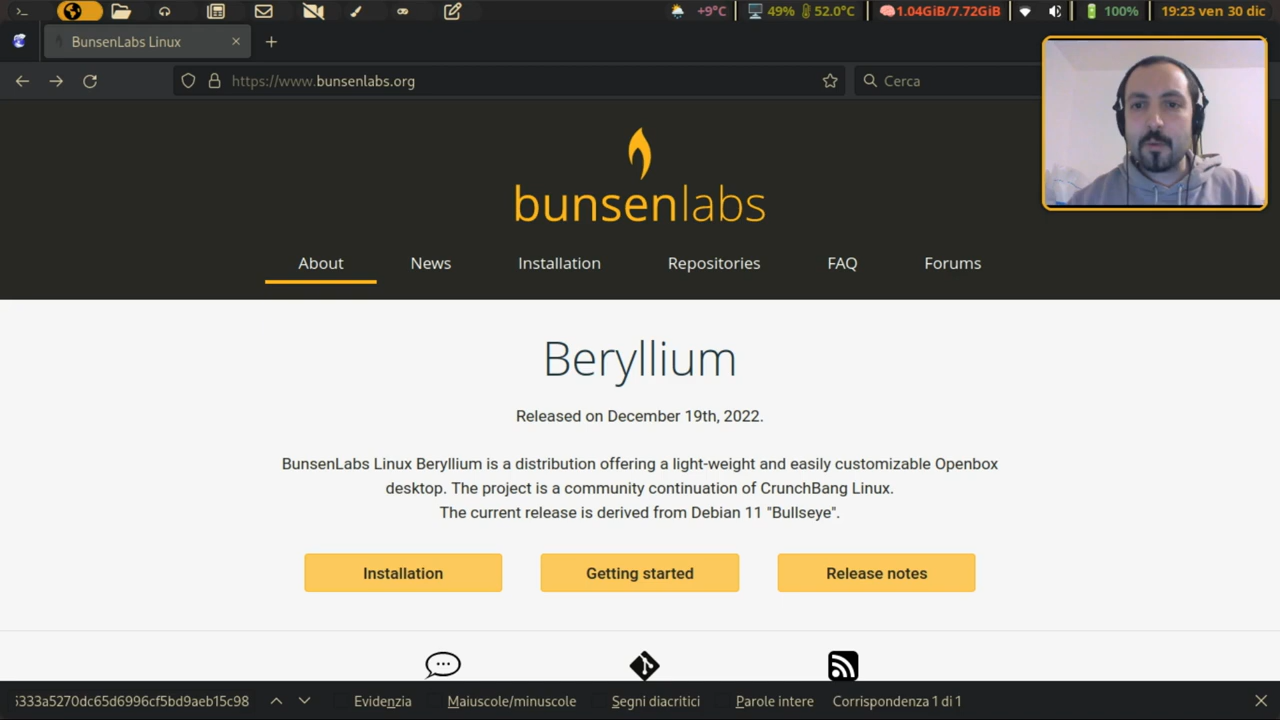 +9°C 49% 52.0°C 1.04GiB/7.72GiB 100% 19:23 ven 30 dic
BunsenLabs Linux
https://www.bunsenlabs.org
Cerca
bunsenlabs
About News Installation Repositories FAQ Forums
Beryllium
Released on December 19th, 2022.
BunsenLabs Linux Beryllium is a distribution offering a light-weight and easily customizable Openbox
desktop. The project is a community continuation of CrunchBang Linux.
The current release is derived from Debian 11 "Bullseye".
Installation Getting started Release notes
333a5270dc65d6996cf5bd9aeb15c98 Evidenzia Maiuscole/minuscole Segni diacritici Parole intere Corrispondenza 1 di 1